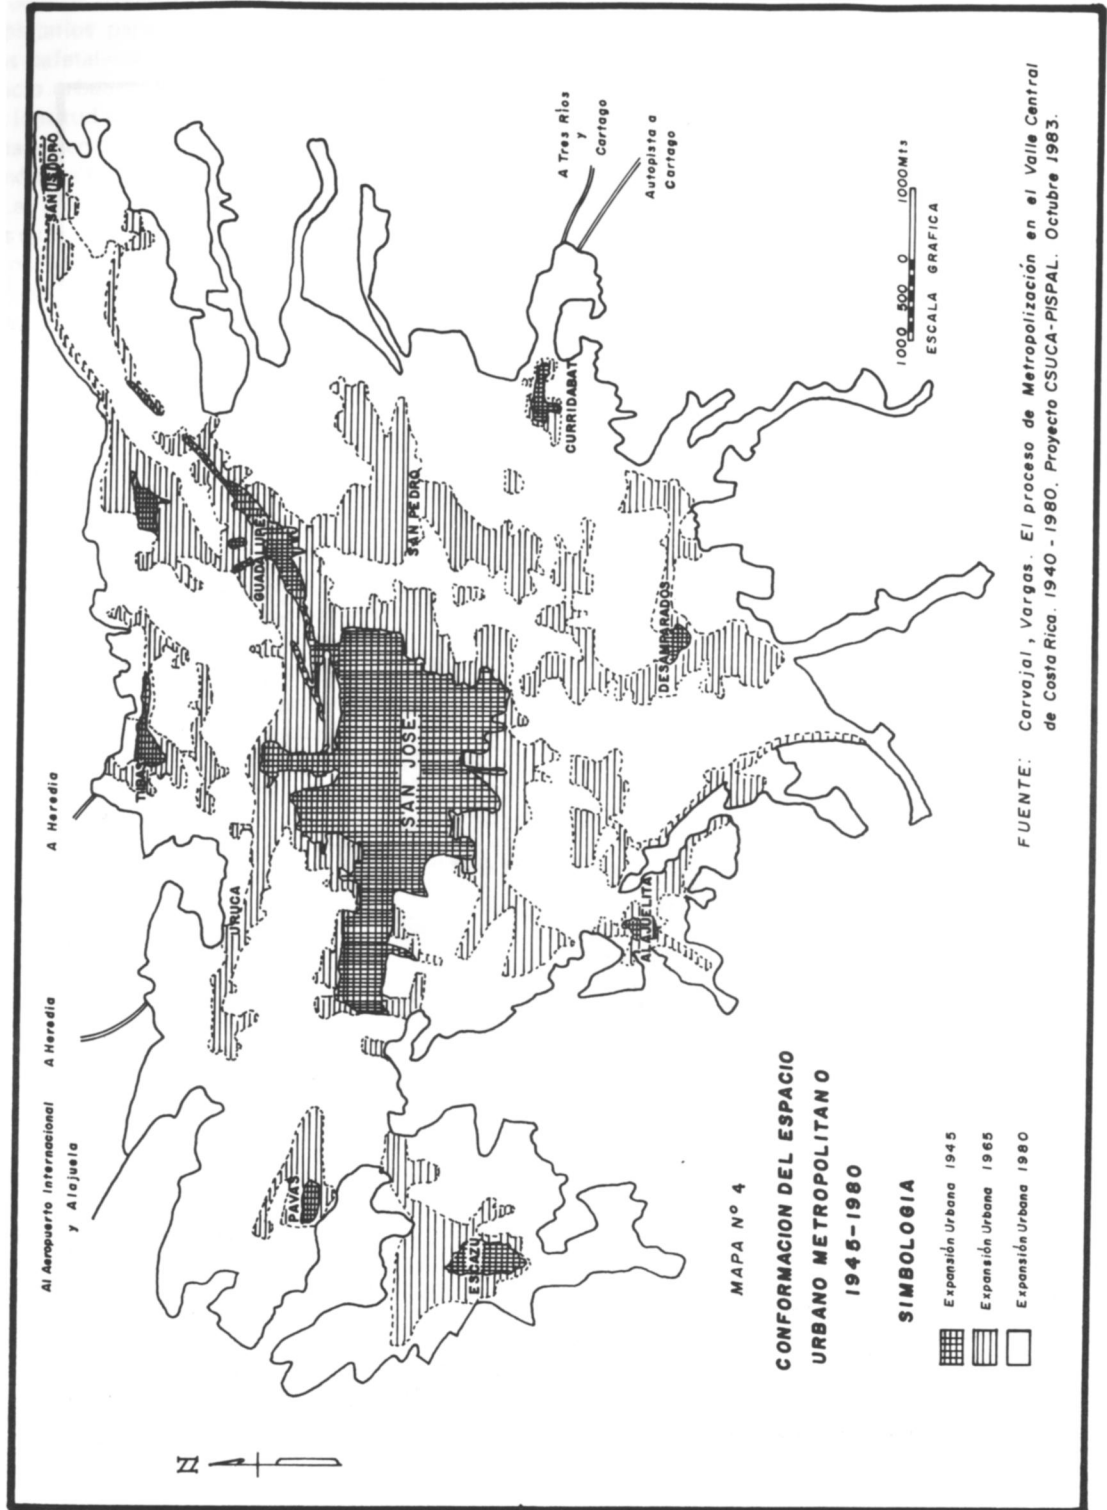 Al Aeropuerto Internacional
y Alajuela
A Heredia
A Heredia
SAN ISIDRO
TIBAS
GUADALUPE
URUCA
SAN JOSE
SAN PEDRO
PAVAS
ESCAZU
CURRIDABAT
DESAMPARADOS
ALAJUELITA
A Tres Ríos
y
Cartago
Autopista a
Cartago
N
MAPA Nº 4
CONFORMACION DEL ESPACIO
URBANO METROPOLITANO
1945-1980
SIMBOLOGIA
Expansión Urbana 1945
Expansión Urbana 1965
Expansión Urbana 1980
1000 500 0 1000Mts
ESCALA GRAFICA
FUENTE: Carvajal, Vargas. El proceso de Metropolización en el Valle Central
de Costa Rica. 1940 - 1980. Proyecto CSUCA-PISPAL. Octubre 1983.